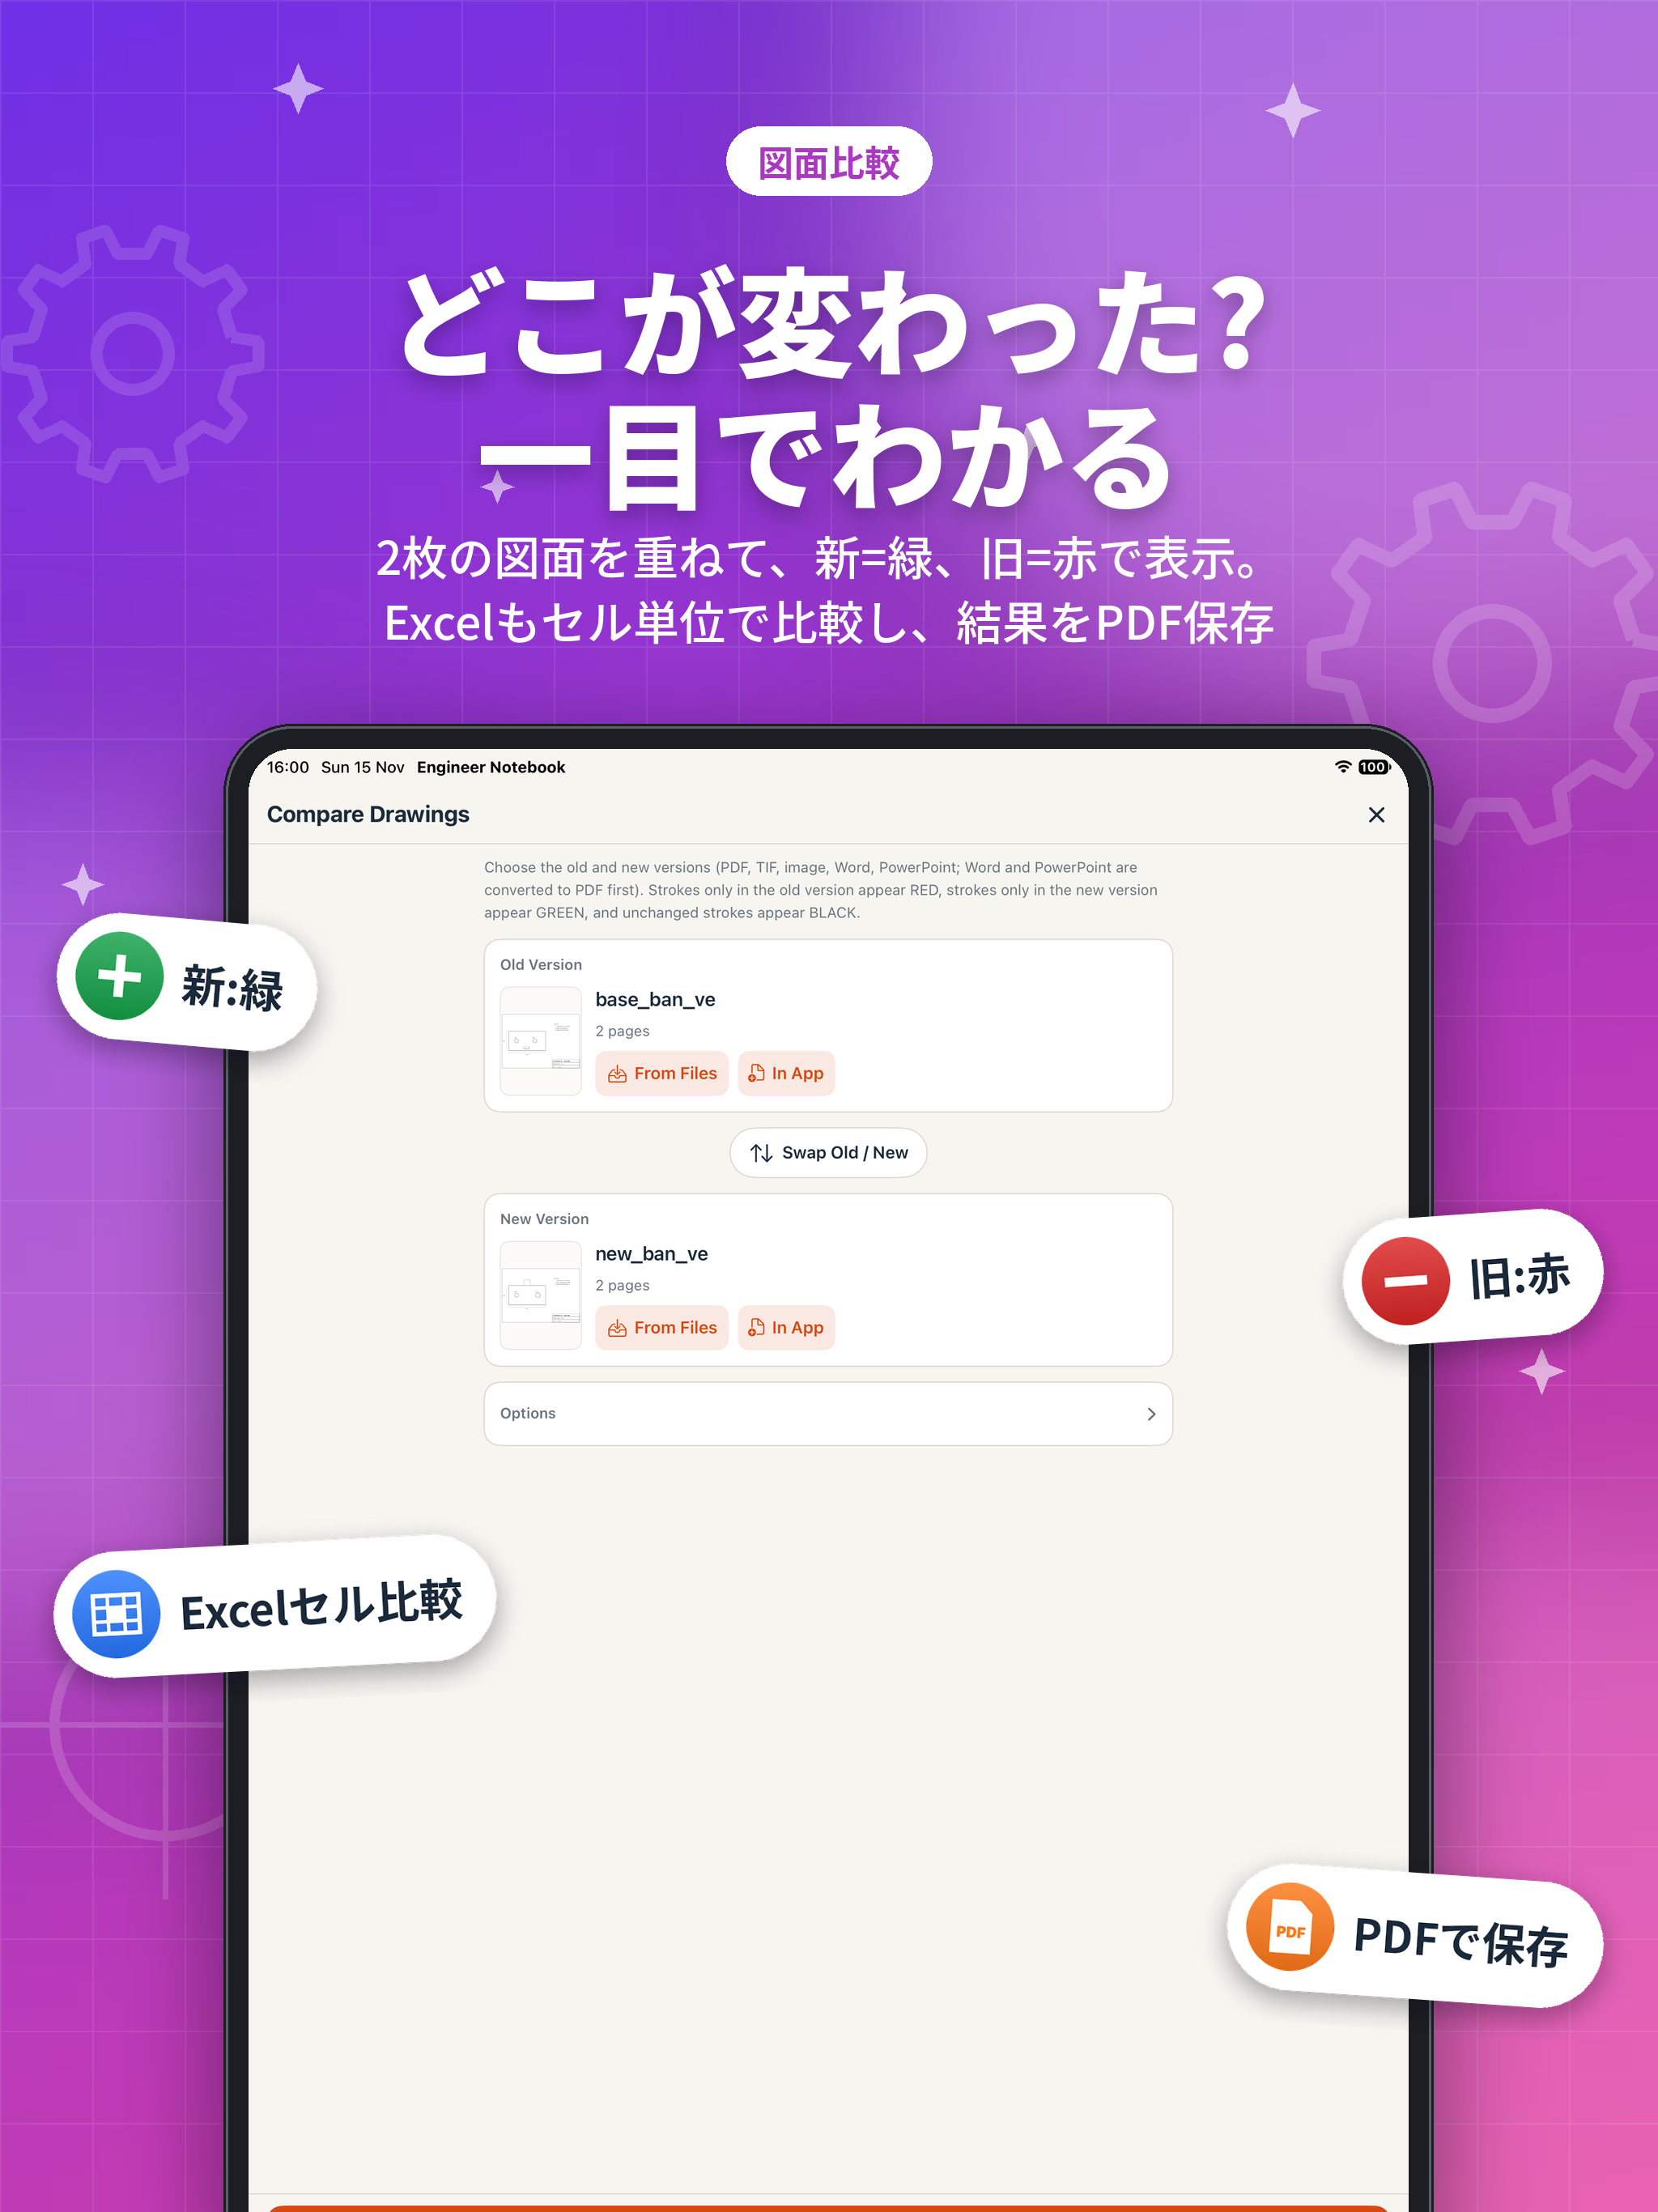 図面比較
どこが変わった?
一目でわかる
2枚の図面を重ねて、新=緑、旧=赤で表示。
Excelもセル単位で比較し、結果をPDF保存
16:00 Sun 15 Nov Engineer Notebook
100
Compare Drawings
Choose the old and new versions (PDF, TIF, image, Word, PowerPoint; Word and PowerPoint are
converted to PDF first). Strokes only in the old version appear RED, strokes only in the new version
appear GREEN, and unchanged strokes appear BLACK.
新:緑
Old Version
base_ban_ve
2 pages
From Files
In App
Swap Old / New
New Version
new_ban_ve
2 pages
From Files
In App
旧:赤
Options
Excelセル比較
PDF
PDFで保存